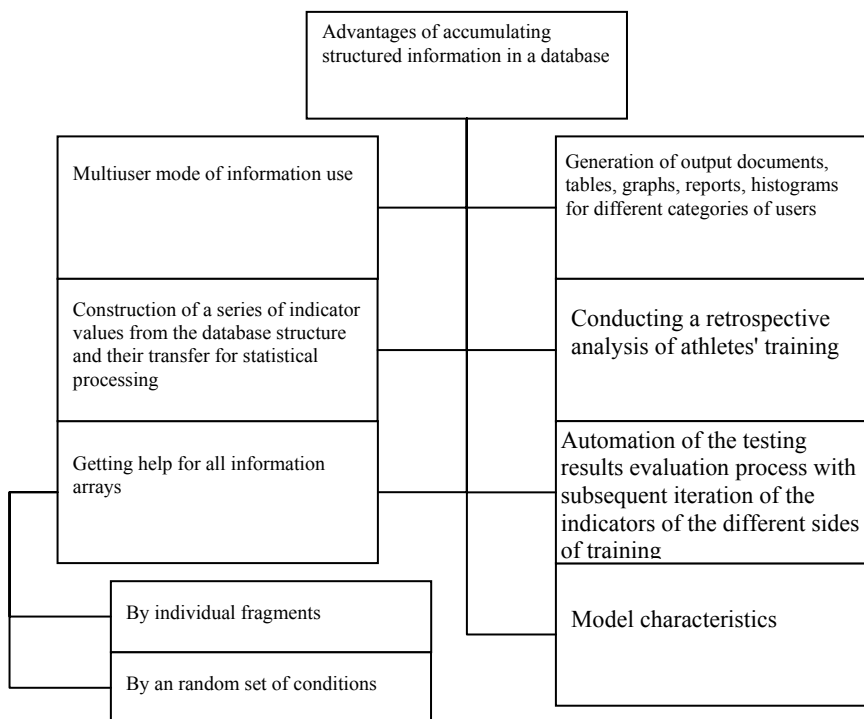 Advantages of accumulating
structured information in a database
Multiuser mode of information use
Generation of output documents,
tables, graphs, reports, histograms
for different categories of users
Construction of a series of indicator
values from the database structure
and their transfer for statistical
processing
Conducting a retrospective
analysis of athletes' training
Getting help for all information
arrays
Automation of the testing
results evaluation process with
subsequent iteration of the
indicators of the different sides
of training
By individual fragments
By an random set of conditions
Model characteristics